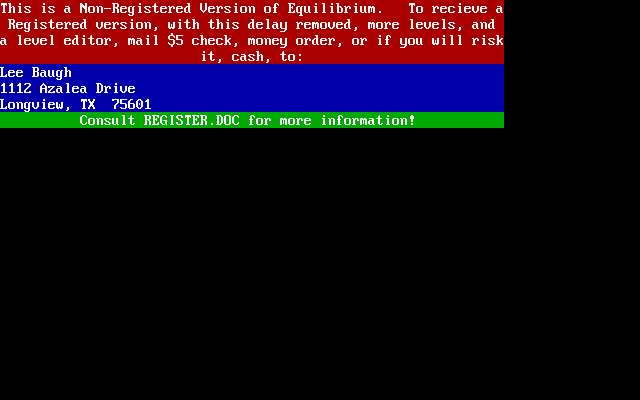 This is a Non-Registered Version of Equilibrium.   To recieve a
Registered version, with this delay removed, more levels, and
a level editor, mail $5 check, money order, or if you will risk
it, cash, to:
Lee Baugh
1112 Azalea Drive
Longview, TX  75601
Consult REGISTER.DOC for more information!